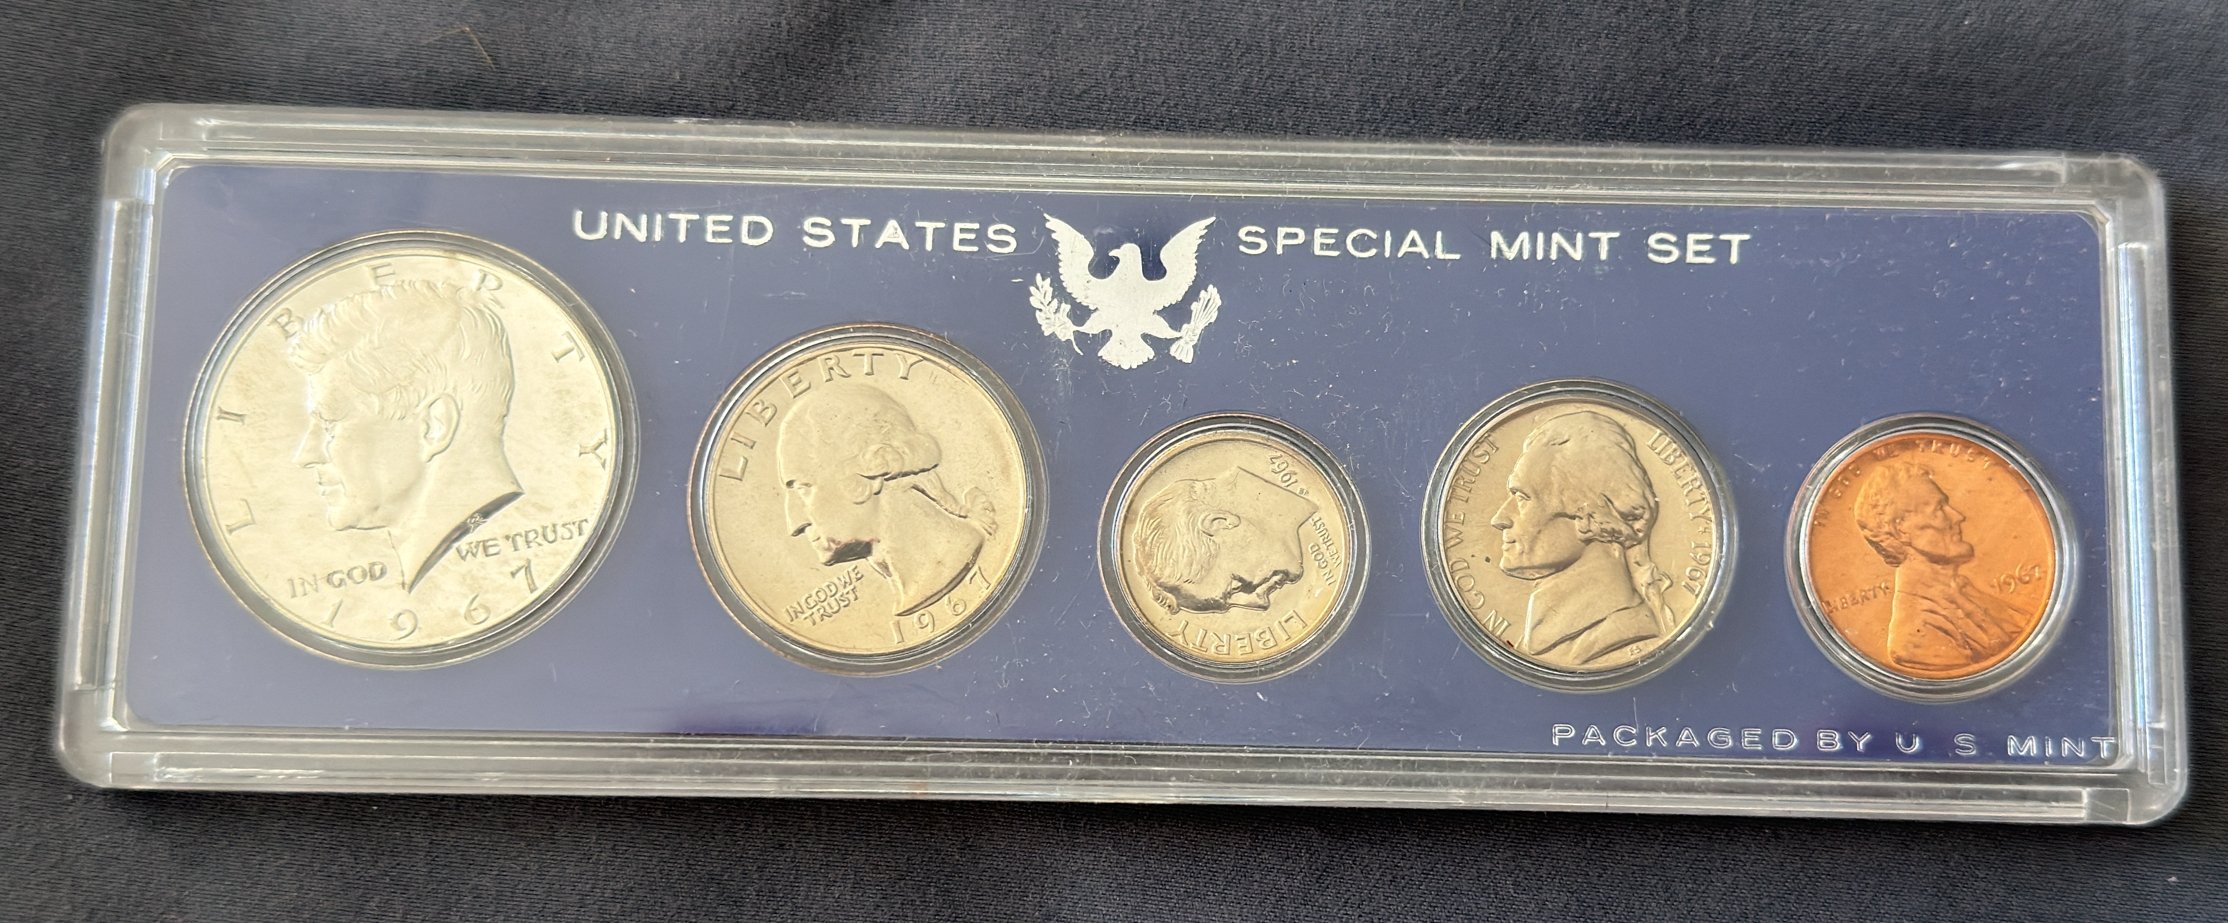 UNITED STATES SPECIAL MINT SET
LIBERTY
IN GOD WE TRUST
1967
LIBERTY
IN GOD WE
TRUST
1967
LIBERTY
IN GOD
WE TRUST
1967
IN GOD WE TRUST
LIBERTY * 1967
IN GOD WE TRUST
LIBERTY
1967
PACKAGED BY U S MINT